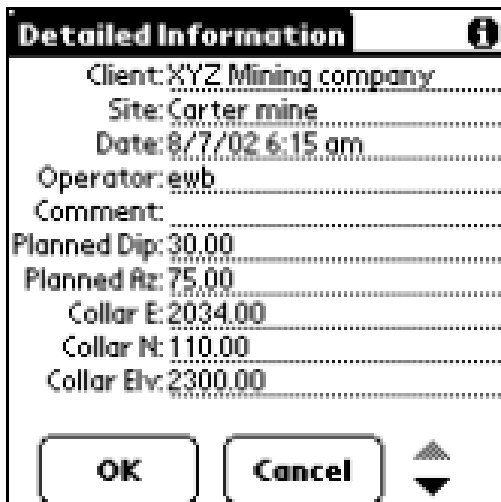 Detailed Information i
Client: XYZ Mining company
Site: Carter mine
Date: 8/7/02 6:15 am
Operator: ewb
Comment:
Planned Dip: 30.00
Planned Az: 75.00
Collar E: 2034.00
Collar N: 110.00
Collar Elv: 2300.00
OK Cancel